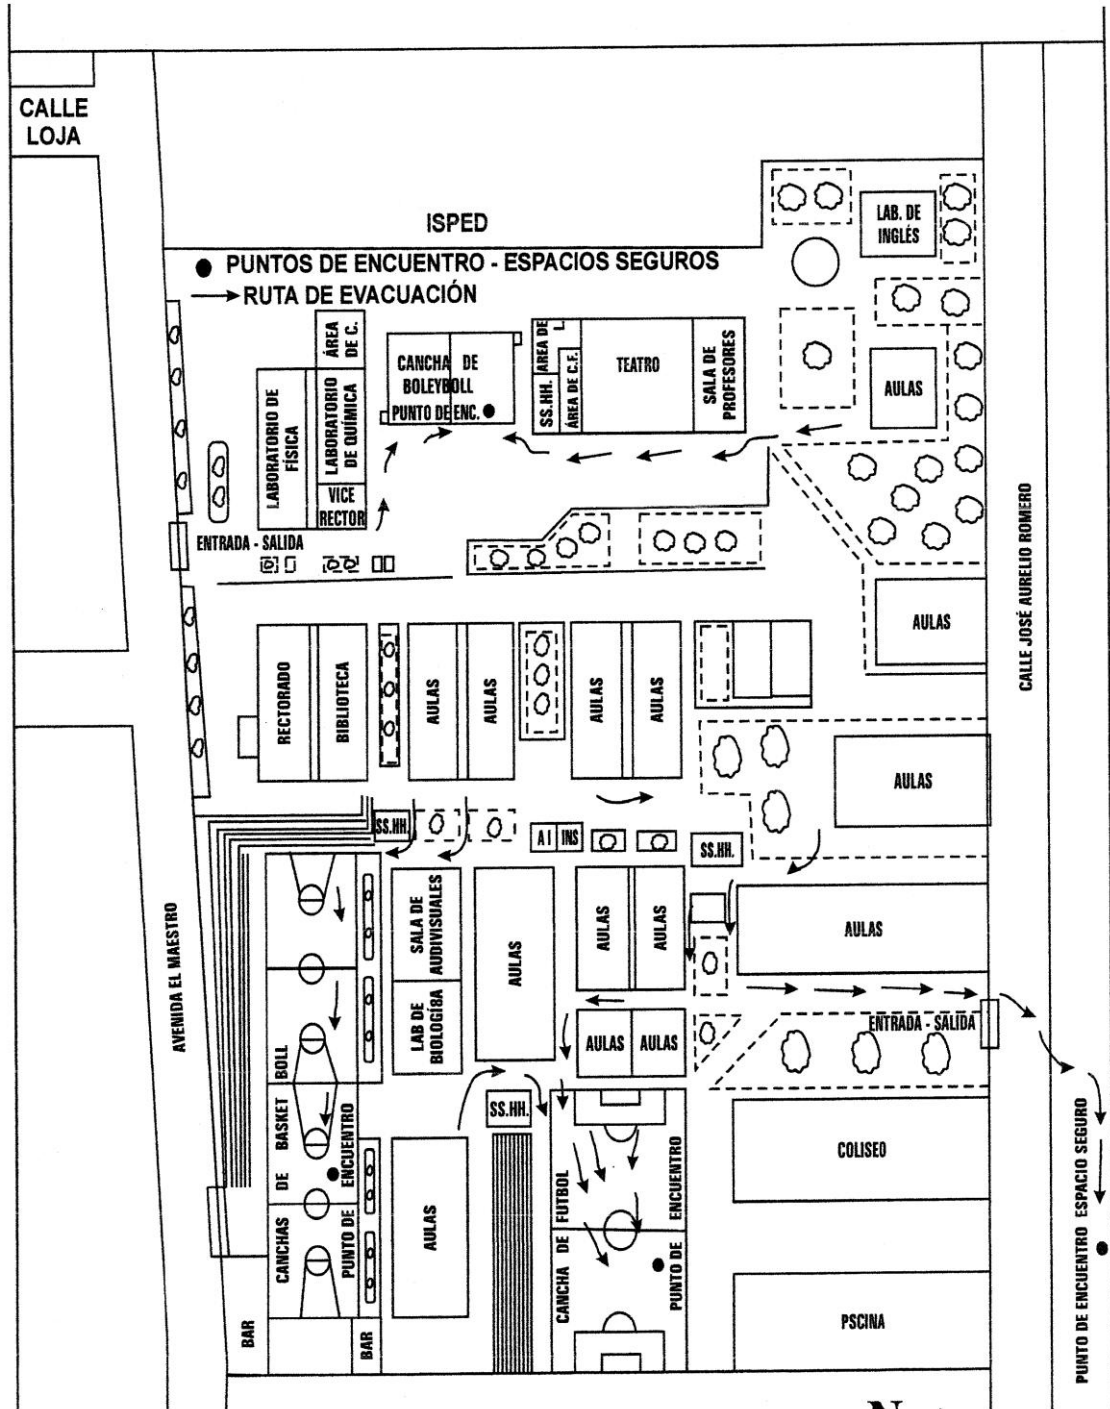 CALLE
LOJA
ISPED
PUNTOS DE ENCUENTRO - ESPACIOS SEGUROS
RUTA DE EVACUACIÓN
LAB. DE
INGLÉS
ÁREA
DE C.
CANCHA DE
BOLEYBOLL
PUNTO DE ENC.
AREA DE
L.
SS.HH.
ÁREA DE C.F.
TEATRO
SALA DE
PROFESORES
AULAS
LABORATORIO DE
FÍSICA
LABORATORIO
DE QUÍMICA
VICE
RECTOR
ENTRADA - SALIDA
CALLE JOSÉ AURELIO ROMERO
AULAS
RECTORADO
BIBLIOTECA
AULAS
AULAS
AULAS
AULAS
AULAS
SS.HH.
A I
INS
SS.HH.
AVENIDA EL MAESTRO
SALA DE
AUDIVISUALES
LAB DE
BIOLOGÍ8A
AULAS
AULAS
AULAS
AULAS
ENTRADA - SALIDA
AULAS
AULAS
SS.HH.
CANCHAS DE BASKET BOLL
PUNTO DE ENCUENTRO
AULAS
CANCHA DE FUTBOL
PUNTO DE ENCUENTRO
COLISEO
PUNTO DE ENCUENTRO ESPACIO SEGURO
PSCINA
BAR
BAR